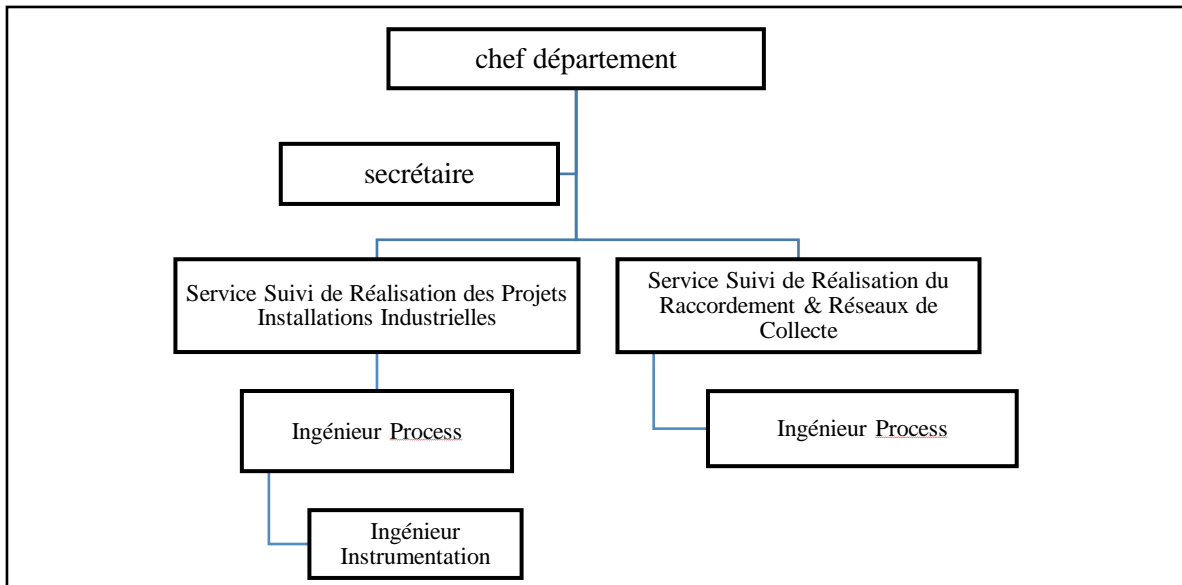 chef département
secrétaire
Service Suivi de Réalisation des Projets
Installations Industrielles
Service Suivi de Réalisation du
Raccordement & Réseaux de
Collecte
Ingénieur Process
Ingénieur Process
Ingénieur
Instrumentation